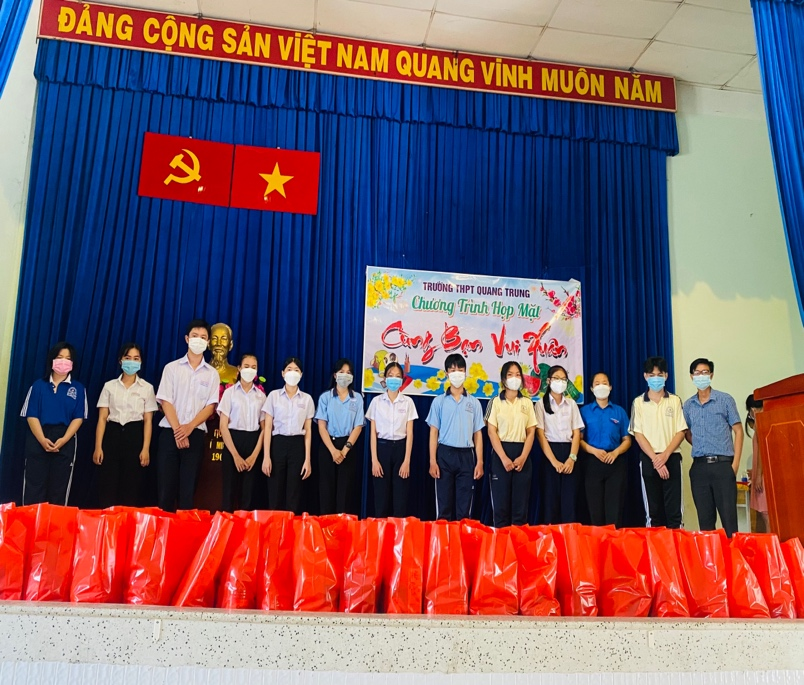 ĐẢNG CỘNG SẢN VIỆT NAM QUANG VINH MUÔN NĂM
TRƯỜNG THPT QUANG TRUNG
Chương Trình Họp Mặt
Cùng Bạn Vui Xuân